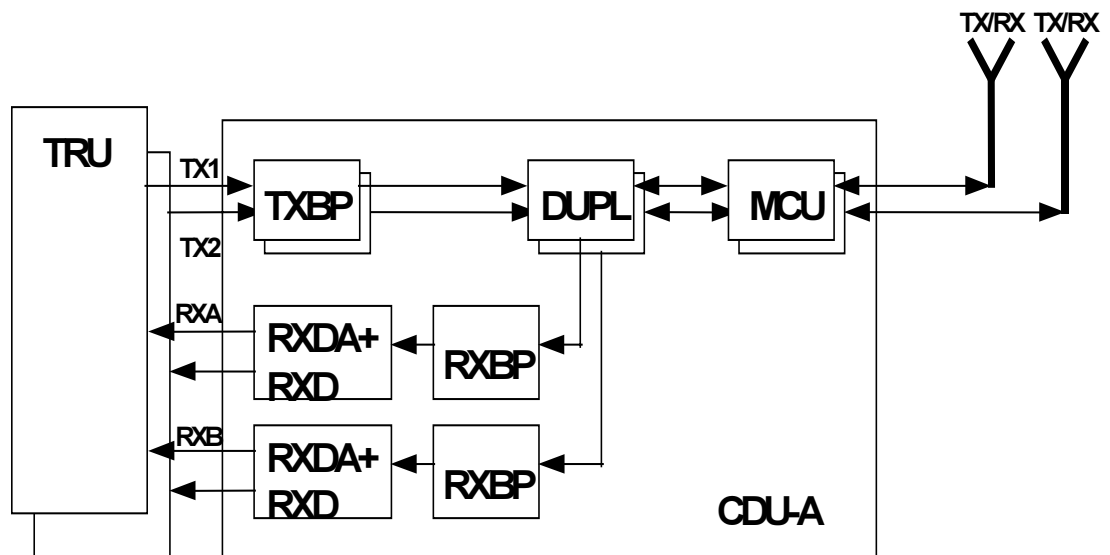 TX/RX TX/RX
TRU
TX1
TXBP
DUPL
MCU
TX2
RXA
RXDA+
RXD
RXBP
RXB
RXDA+
RXD
RXBP
CDU-A